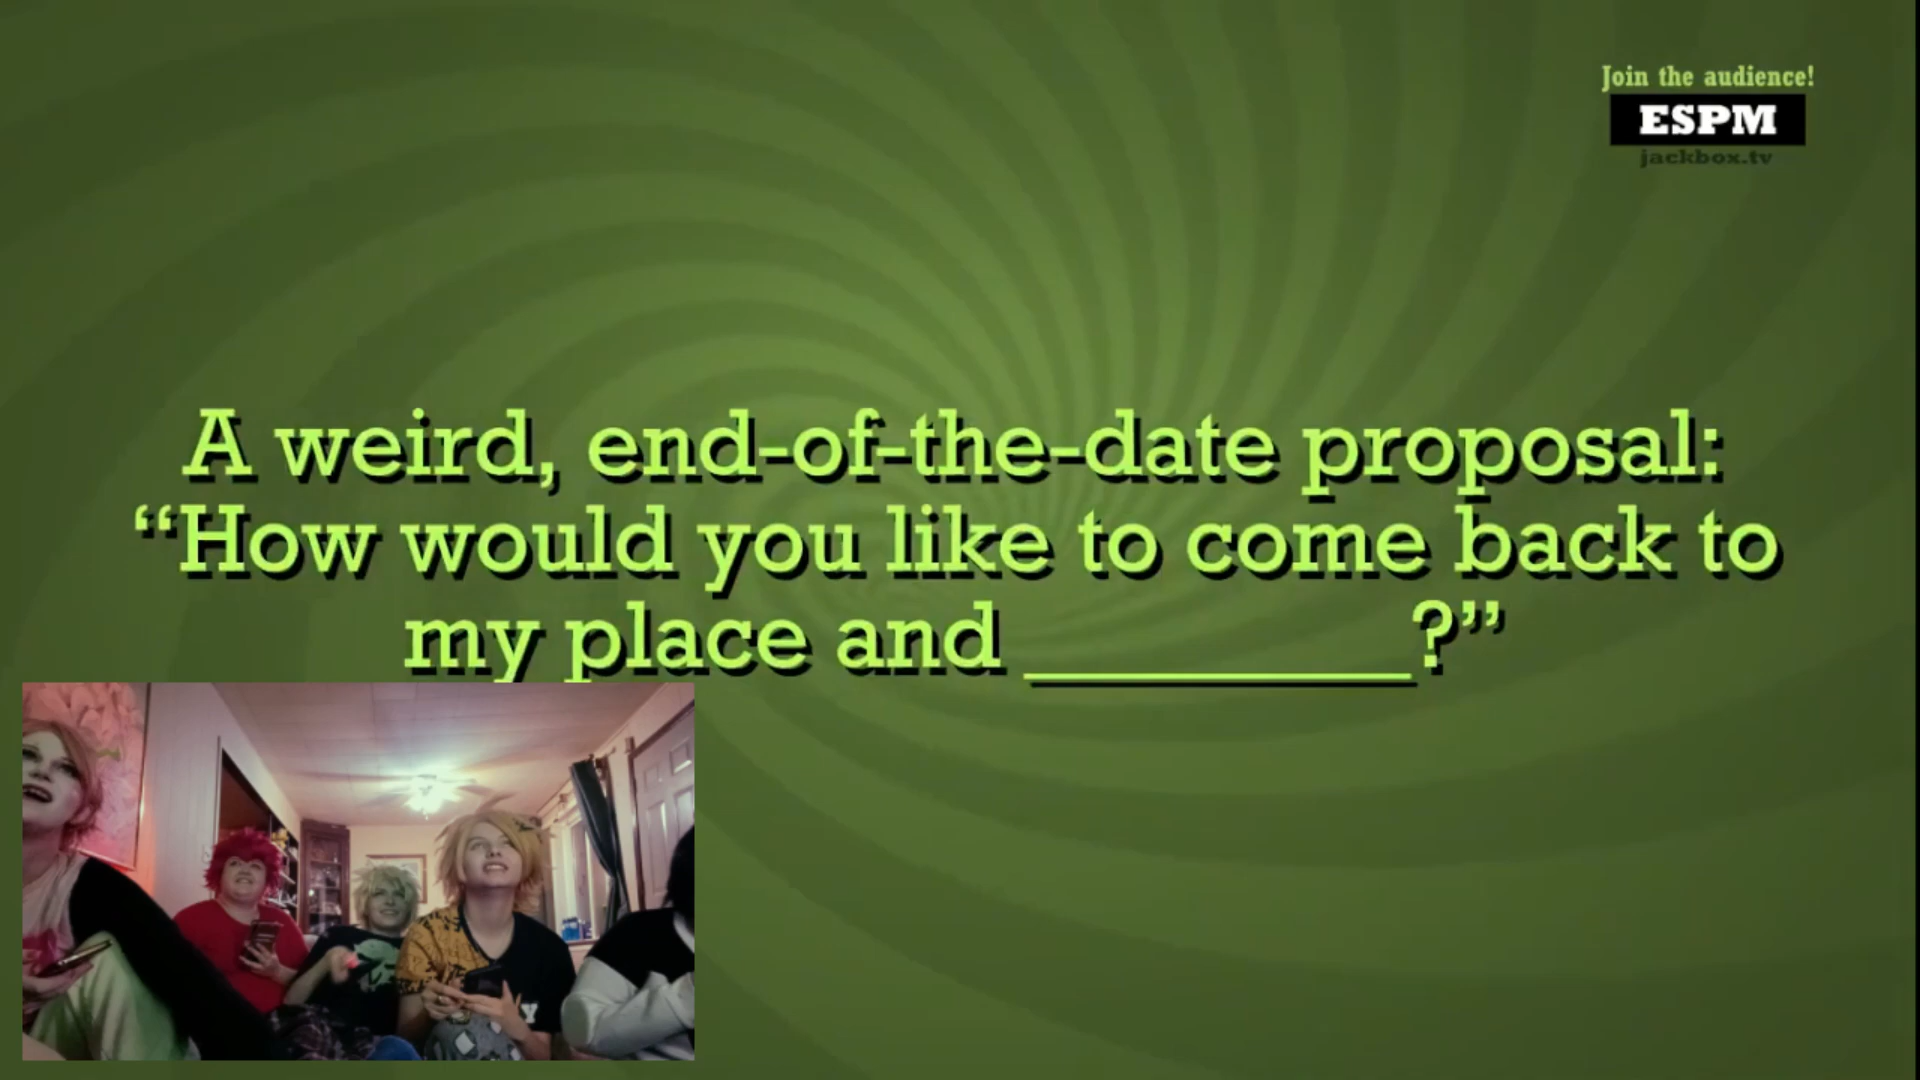 Join the audience!
ESPM
jackbox.tv
A weird, end-of-the-date proposal:
“How would you like to come back to
my place and ________?”